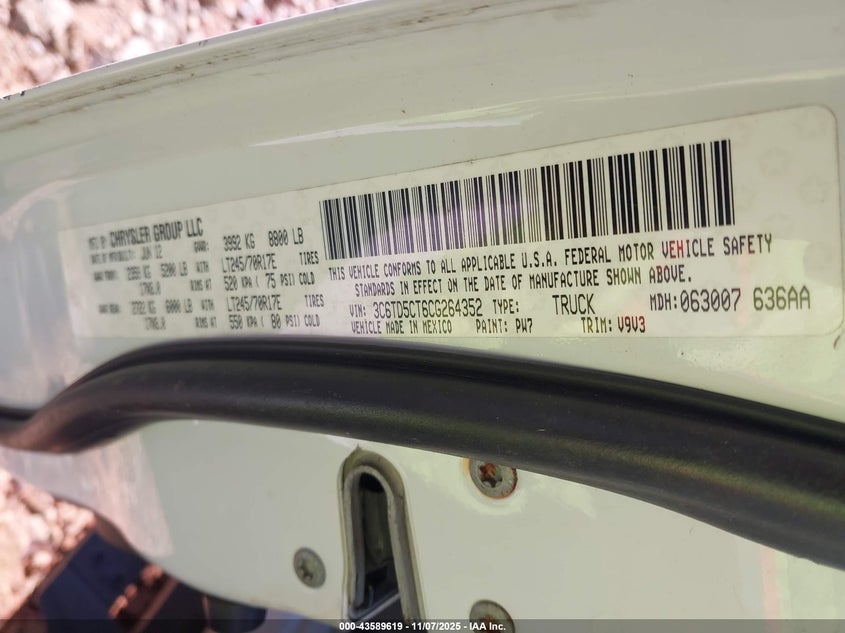 MFD BY CHRYSLER GROUP LLC
DATE OF MFR JUN 12 GVWR: 3992 KG 8800 LB
GAWR FRONT: 2359 KG 5200 LB WITH LT245/70R17E TIRES
17X6.0 RIMS AT 520 KPA ( 75 PSI) COLD
GAWR REAR: 2722 KG 6000 LB WITH LT245/70R17E TIRES
17X6.0 RIMS AT 550 KPA ( 80 PSI) COLD
THIS VEHICLE CONFORMS TO ALL APPLICABLE U.S.A. FEDERAL MOTOR VEHICLE SAFETY
STANDARDS IN EFFECT ON THE DATE OF MANUFACTURE SHOWN ABOVE.
VIN: 3C6TD5CT6CG264352 TYPE: TRUCK MDH: 063007 636AA
VEHICLE MADE IN MEXICO PAINT: PW7 TRIM: V9V3
000-43589619 - 11/07/2025 - IAA Inc.